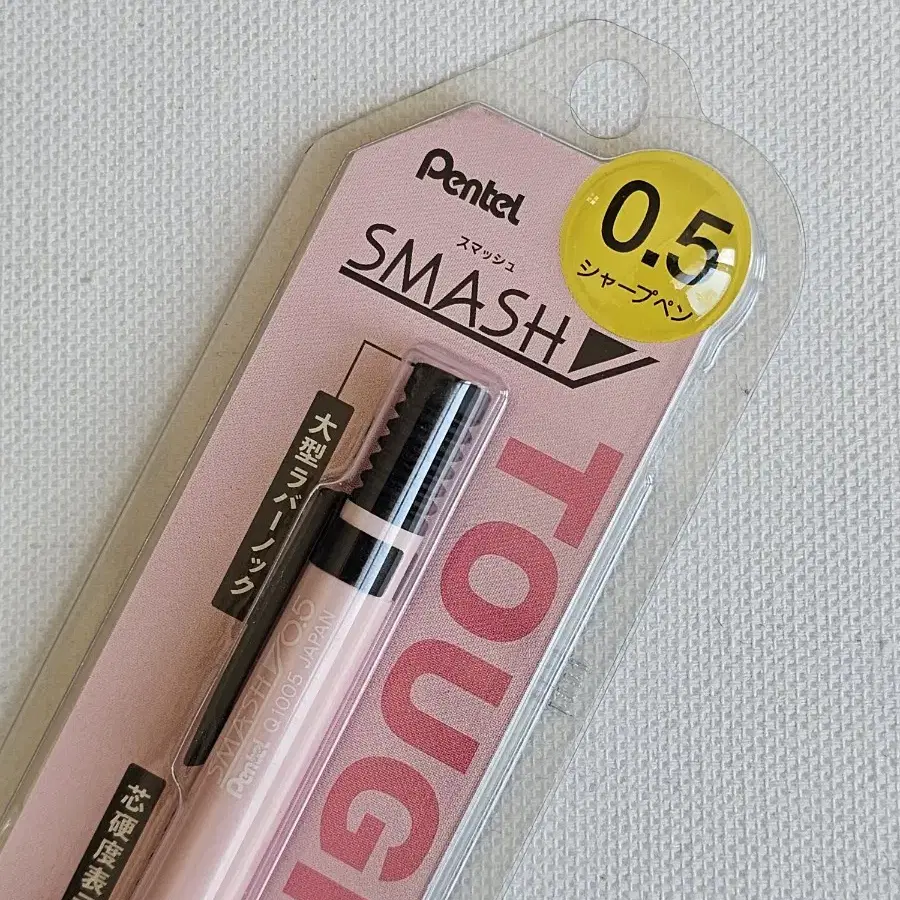 Pentel
スマッシュ
SMASH
0.5
シャープペン
大型ラバーノック
TOUG
SMASH 0.5
Pentel Q1005 JAPAN
芯硬度表